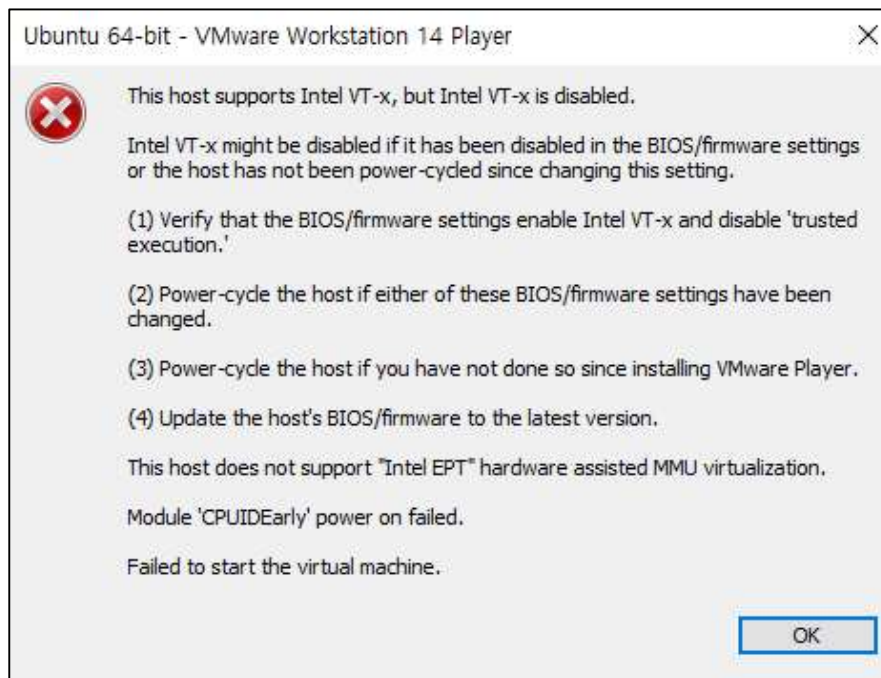 Ubuntu 64-bit - VMware Workstation 14 Player
This host supports Intel VT-x, but Intel VT-x is disabled.
Intel VT-x might be disabled if it has been disabled in the BIOS/firmware settings
or the host has not been power-cycled since changing this setting.
(1) Verify that the BIOS/firmware settings enable Intel VT-x and disable 'trusted
execution.'
(2) Power-cycle the host if either of these BIOS/firmware settings have been
changed.
(3) Power-cycle the host if you have not done so since installing VMware Player.
(4) Update the host's BIOS/firmware to the latest version.
This host does not support "Intel EPT" hardware assisted MMU virtualization.
Module 'CPUIDEarly' power on failed.
Failed to start the virtual machine.
OK